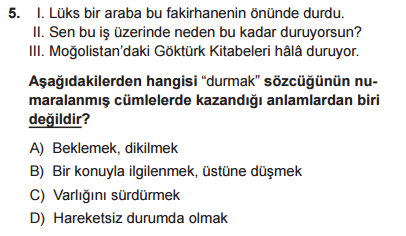 5. I. Lüks bir araba bu fakirhanenin önünde durdu.
II. Sen bu iş üzerinde neden bu kadar duruyorsun?
III. Moğolistan'daki Göktürk Kitabeleri hâlâ duruyor.
Aşağıdakilerden hangisi “durmak” sözcüğünün nu-
maralanmış cümlelerde kazandığı anlamlardan biri
değildir?
A) Beklemek, dikilmek
B) Bir konuyla ilgilenmek, üstüne düşmek
C) Varlığını sürdürmek
D) Hareketsiz durumda olmak